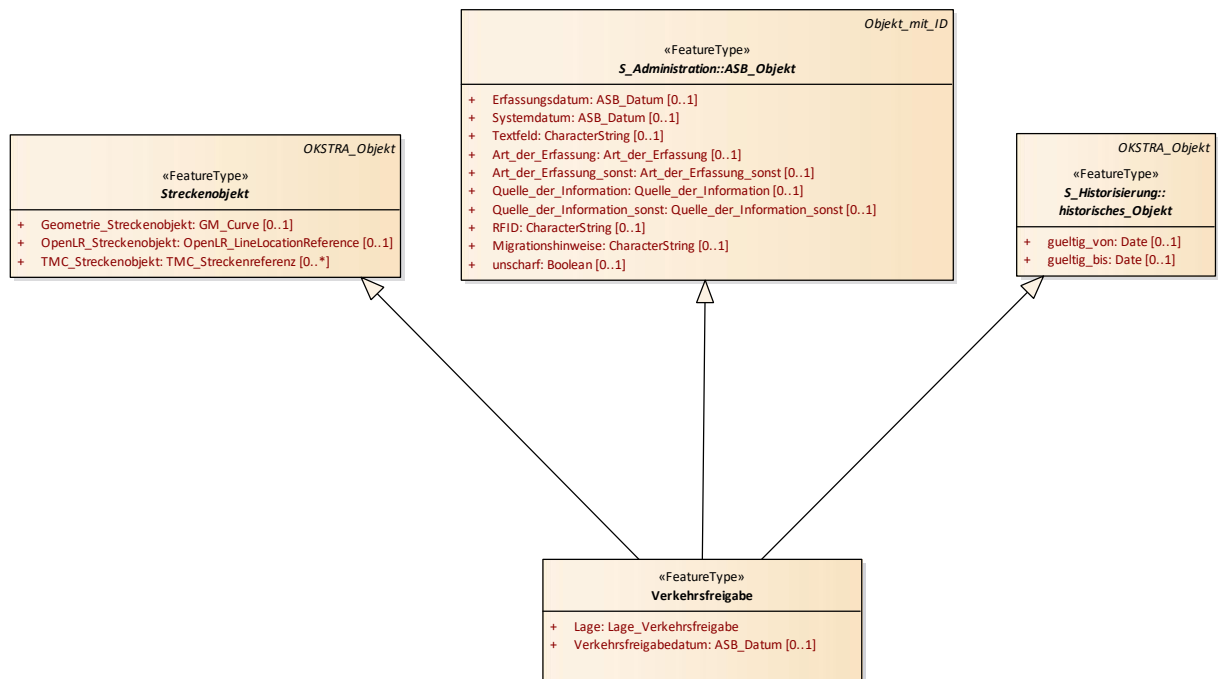 Objekt_mit_ID
«FeatureType»
S_Administration::ASB_Objekt
+ Erfassungsdatum: ASB_Datum [0..1]
+ Systemdatum: ASB_Datum [0..1]
+ Textfeld: CharacterString [0..1]
+ Art_der_Erfassung: Art_der_Erfassung [0..1]
+ Art_der_Erfassung_sonst: Art_der_Erfassung_sonst [0..1]
+ Quelle_der_Information: Quelle_der_Information [0..1]
+ Quelle_der_Information_sonst: Quelle_der_Information_sonst [0..1]
+ RFID: CharacterString [0..1]
+ Migrationshinweise: CharacterString [0..1]
+ unscharf: Boolean [0..1]
OKSTRA_Objekt
«FeatureType»
Streckenobjekt
+ Geometrie_Streckenobjekt: GM_Curve [0..1]
+ OpenLR_Streckenobjekt: OpenLR_LineLocationReference [0..1]
+ TMC_Streckenobjekt: TMC_Streckenreferenz [0..*]
OKSTRA_Objekt
«FeatureType»
S_Historisierung::
historisches_Objekt
+ gueltig_von: Date [0..1]
+ gueltig_bis: Date [0..1]
«FeatureType»
Verkehrsfreigabe
+ Lage: Lage_Verkehrsfreigabe
+ Verkehrsfreigabedatum: ASB_Datum [0..1]